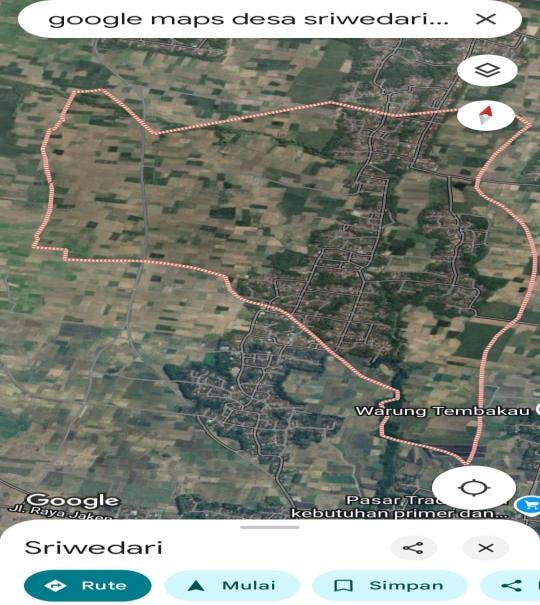 google maps desa sriwedari...
Warung Tembakau
Google
Jl. Raya Jaken
Pasar Trad
kebutuhan primer dan...
Sriwedari
Rute
Mulai
Simpan